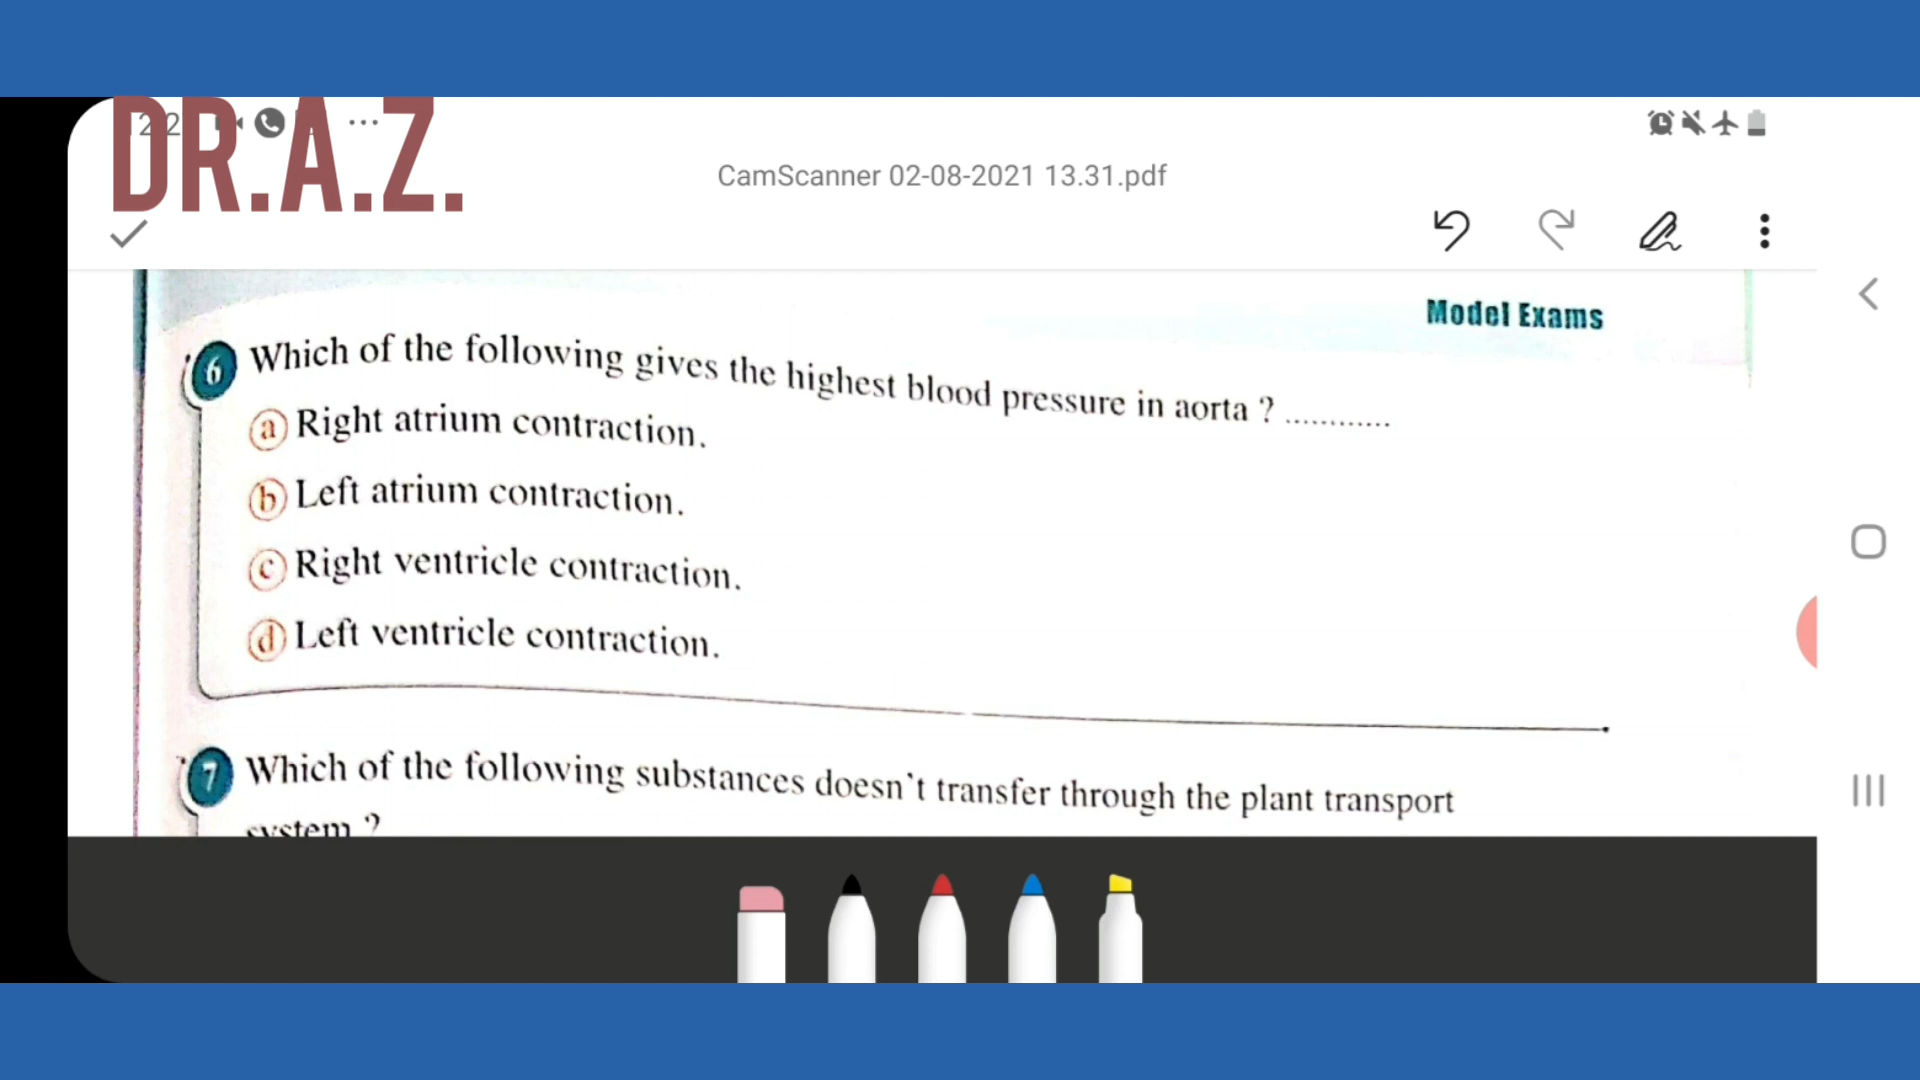 DR.A.Z.
CamScanner 02-08-2021 13.31.pdf
Model Exams
6 Which of the following gives the highest blood pressure in aorta ? ............
a Right atrium contraction.
b Left atrium contraction.
c Right ventricle contraction.
d Left ventricle contraction.
7 Which of the following substances doesn't transfer through the plant transport
system ?